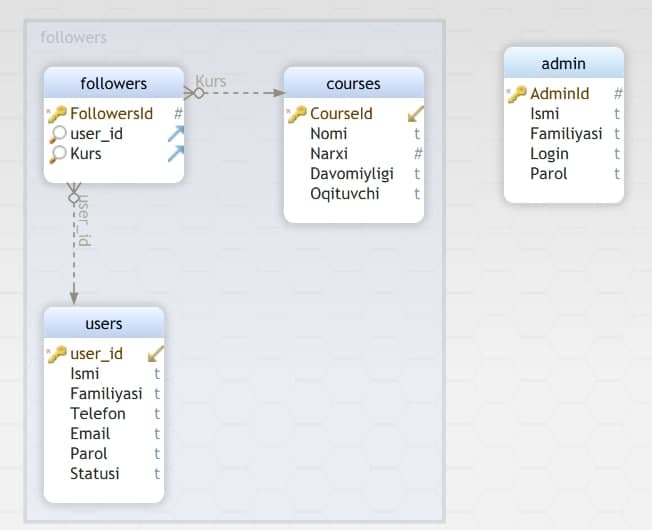 followers
followers
FollowersId #
user_id
Kurs
Kurs
courses
CourseId
Nomi t
Narxi #
Davomiyligi t
Oqituvchi t
admin
AdminId #
Ismi t
Familiyasi t
Login t
Parol t
user_id
users
user_id
Ismi t
Familiyasi t
Telefon t
Email t
Parol t
Statusi t